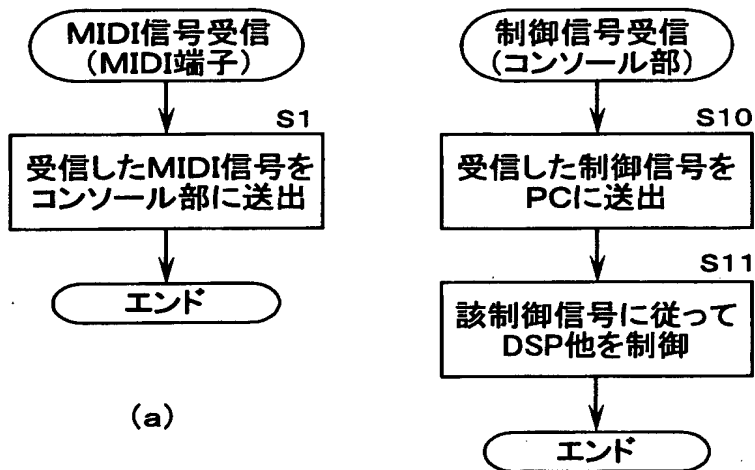 MIDI信号受信
(MIDI端子)
S1
受信したMIDI信号を
コンソール部に送出
エンド
(a)
制御信号受信
(コンソール部)
S10
受信した制御信号を
PCに送出
S11
該制御信号に従って
DSP他を制御
エンド